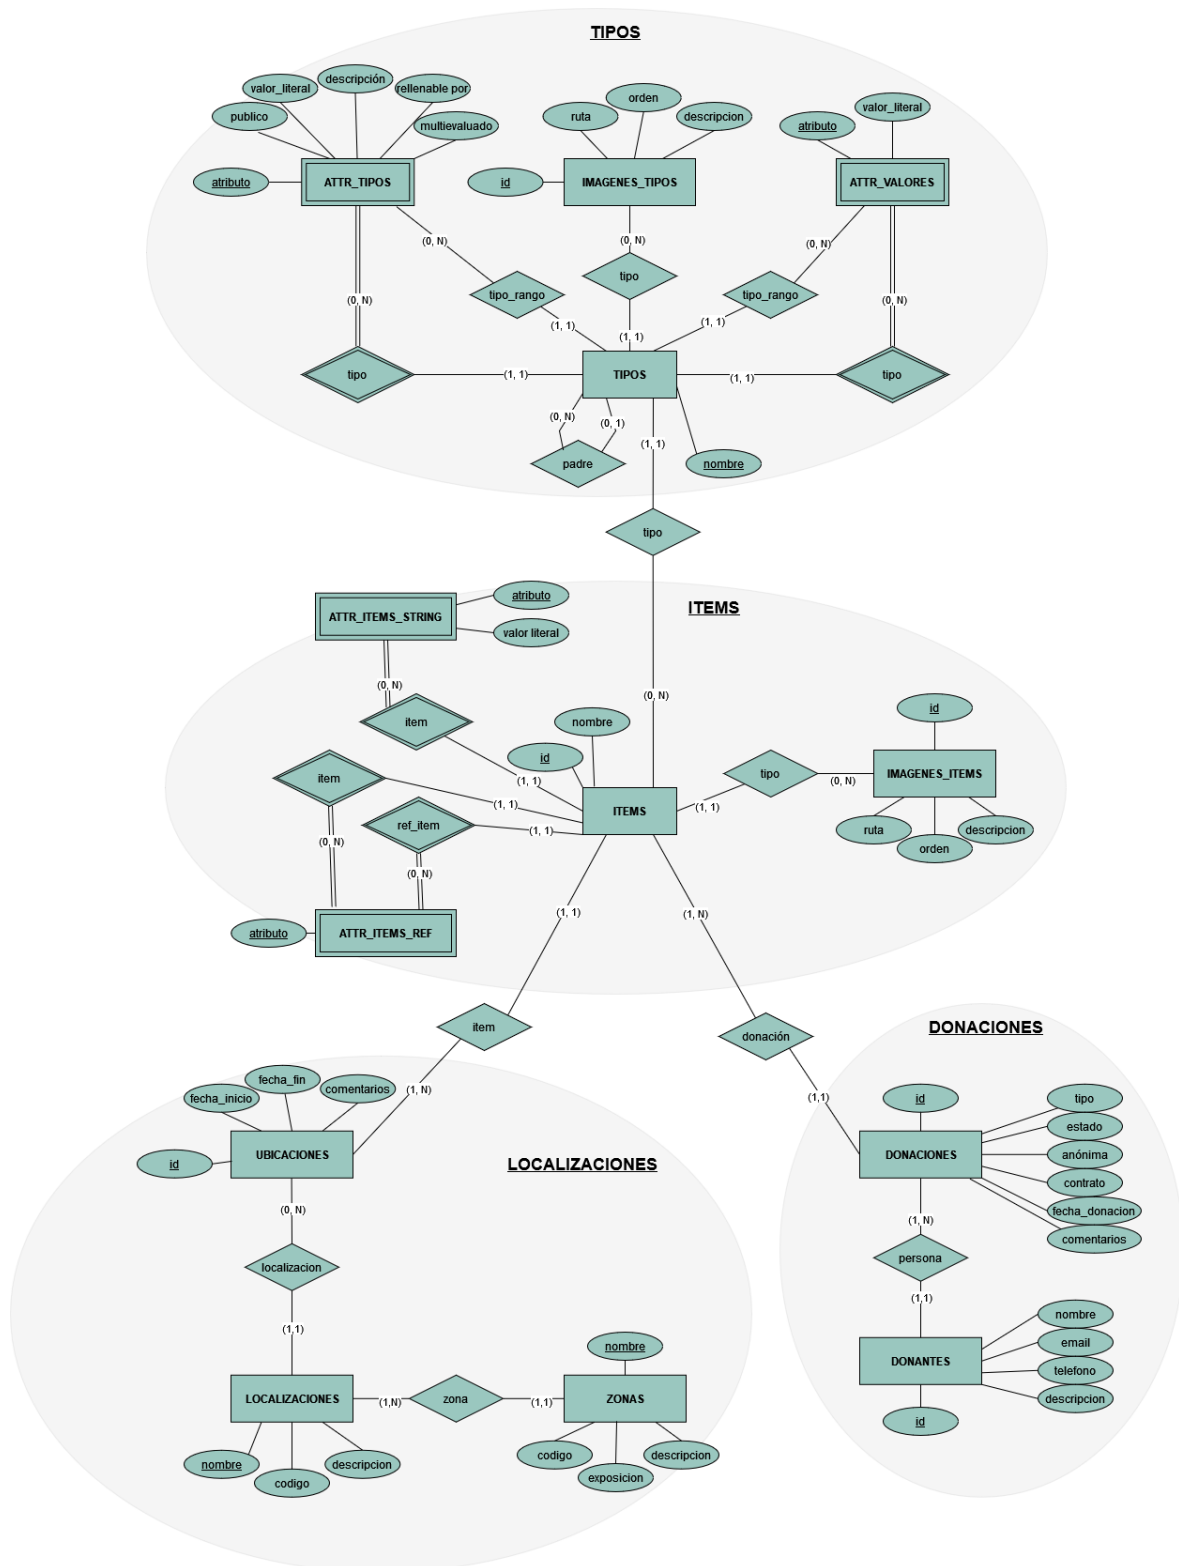 TIPOS
valor_literal
descripción
rellenable por
publico
multievaluado
atributo
ATTR_TIPOS
orden
ruta
descripcion
id
IMAGENES_TIPOS
valor_literal
atributo
ATTR_VALORES
(0, N)
(0, N)
(0, N)
tipo
tipo_rango
tipo_rango
(0, N)
(0, N)
(1, 1)
(1, 1)
(1, 1)
tipo
(1, 1)
TIPOS
(1, 1)
tipo
(0, N)
(0, 1)
(1, 1)
padre
nombre
tipo
ITEMS
ATTR_ITEMS_STRING
atributo
valor literal
(0, N)
(0, N)
item
nombre
id
id
item
(1, 1)
(1, 1)
ITEMS
tipo
(0, N)
IMAGENES_ITEMS
(1, 1)
ref_item
(1, 1)
(0, N)
(0, N)
ruta
orden
descripcion
atributo
ATTR_ITEMS_REF
(1, 1)
(1, N)
item
donación
DONACIONES
fecha_inicio
fecha_fin
comentarios
(1, N)
(1,1)
id
UBICACIONES
LOCALIZACIONES
id
tipo
estado
anónima
contrato
fecha_donacion
comentarios
DONACIONES
(0, N)
(1, N)
localizacion
persona
(1,1)
(1,1)
nombre
email
telefono
descripcion
DONANTES
id
nombre
LOCALIZACIONES
(1,N)
zona
(1,1)
ZONAS
nombre
codigo
descripcion
codigo
exposicion
descripcion